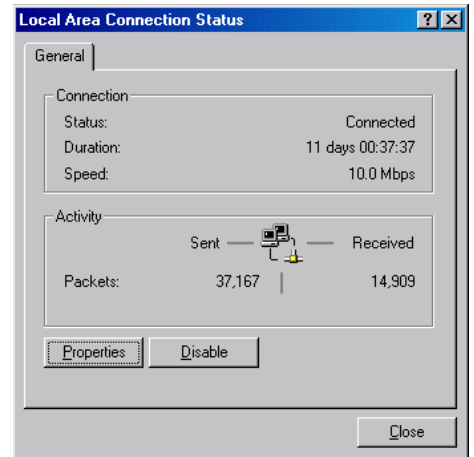 Local Area Connection Status ? X
General
Connection
Status: Connected
Duration: 11 days 00:37:37
Speed: 10.0 Mbps
Activity
Sent — — Received
Packets: 37,167 | 14,909
Properties Disable
Close